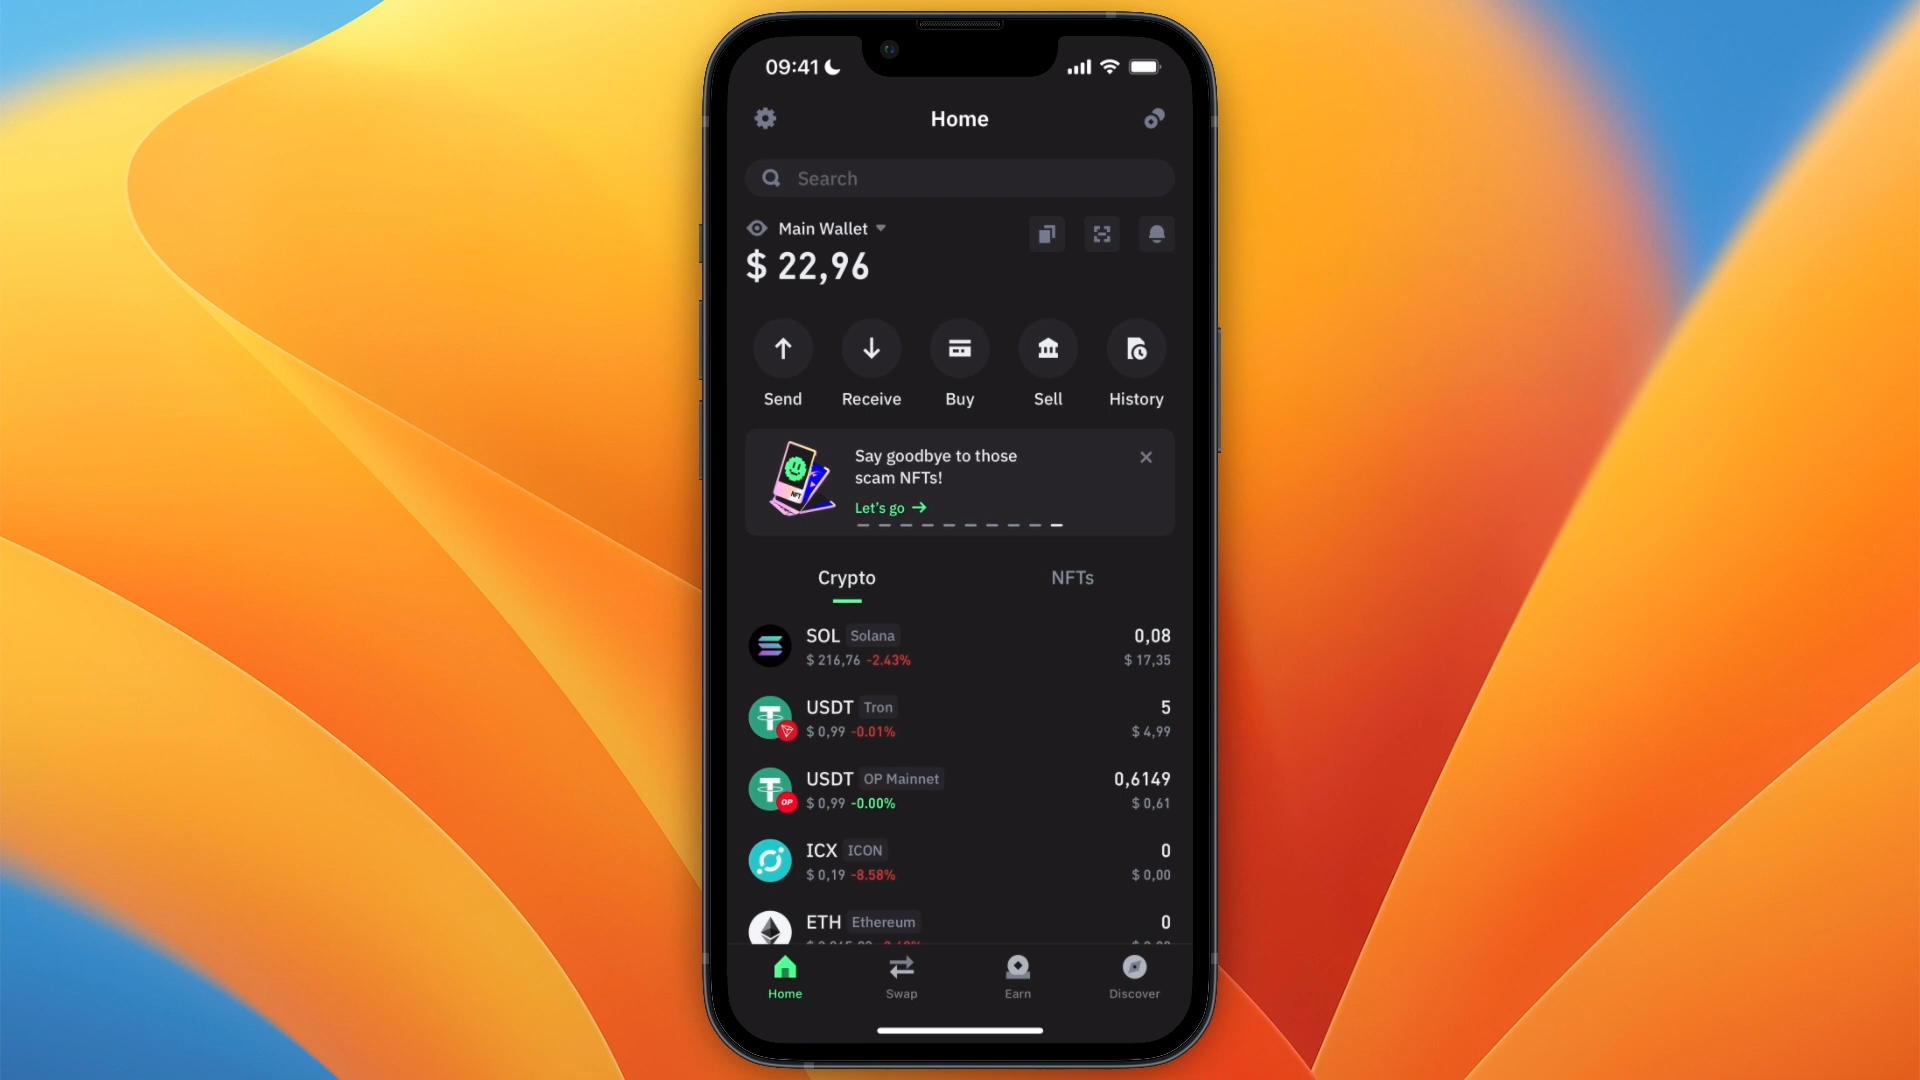 09:41
Home
Search
Main Wallet
$ 22,96
Send Receive Buy Sell History
Say goodbye to those
scam NFTs!
Let's go →
NFT
Crypto NFTs
SOL Solana 0,08
$ 216,76 -2.43% $ 17,35
USDT Tron 5
$ 0,99 -0.01% $ 4,99
USDT OP Mainnet 0,6149
OP
$ 0,99 -0.00% $ 0,61
ICX ICON 0
$ 0,19 -8.58% $ 0,00
ETH Ethereum 0
Home Swap Earn Discover